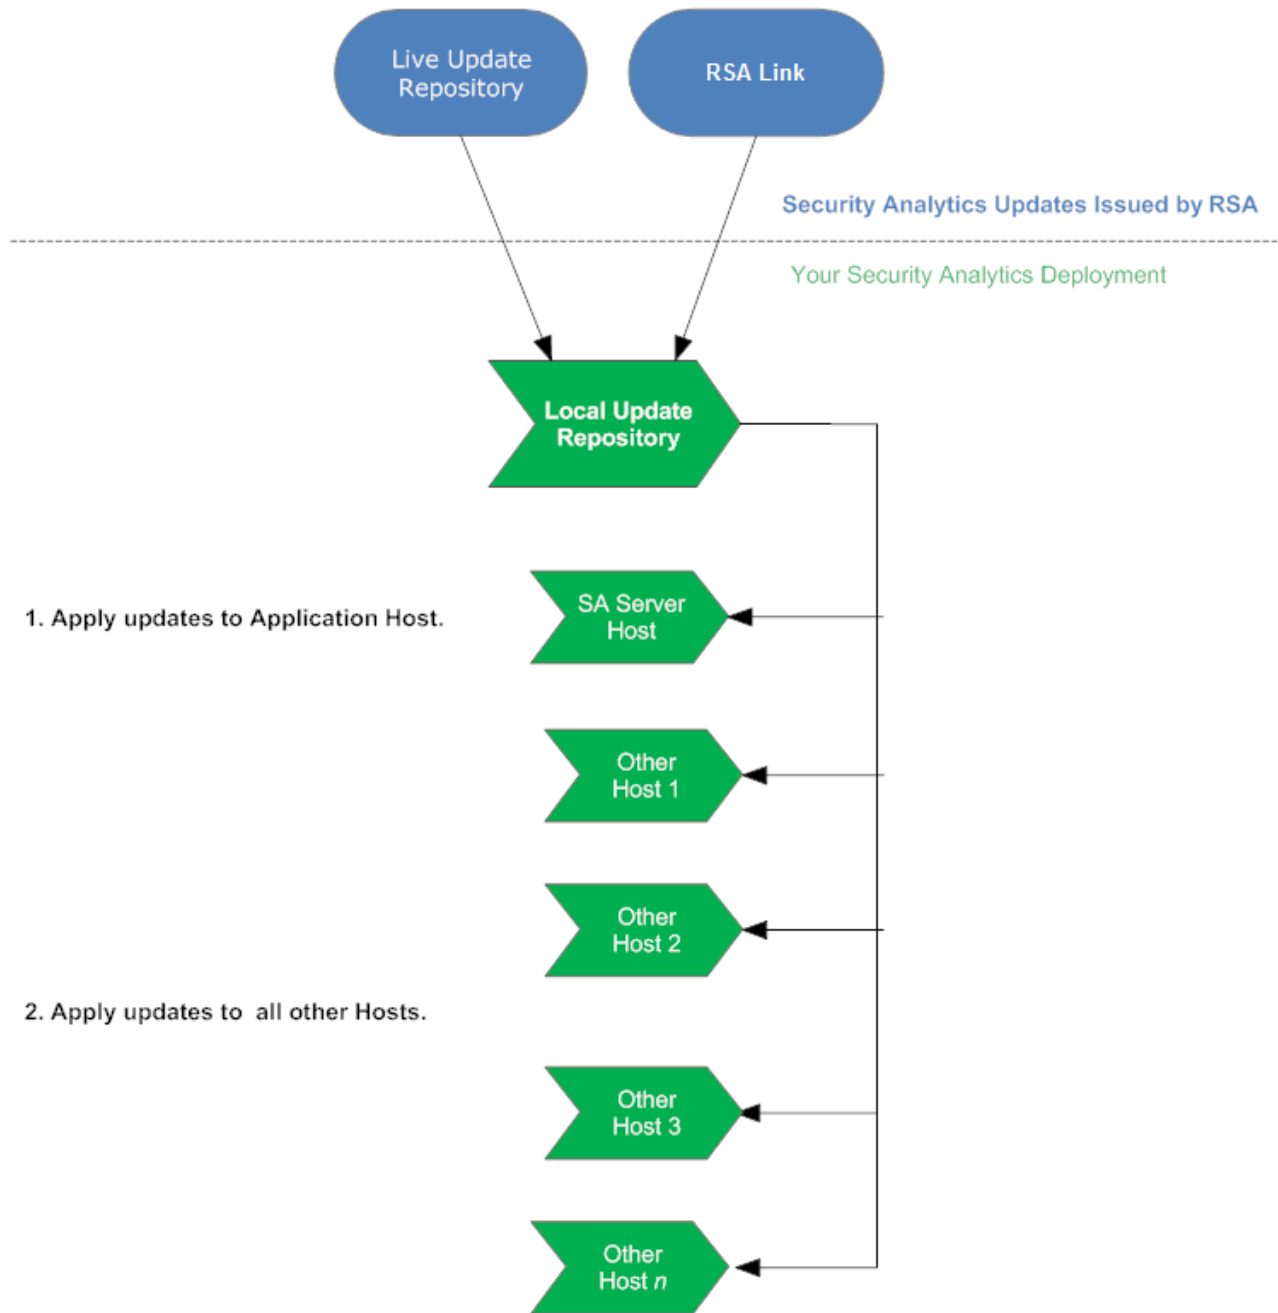 Live Update
Repository
RSA Link
Security Analytics Updates Issued by RSA
Your Security Analytics Deployment
Local Update
Repository
1. Apply updates to Application Host.
SA Server
Host
Other
Host 1
Other
Host 2
2. Apply updates to  all other Hosts.
Other
Host 3
Other
Host n